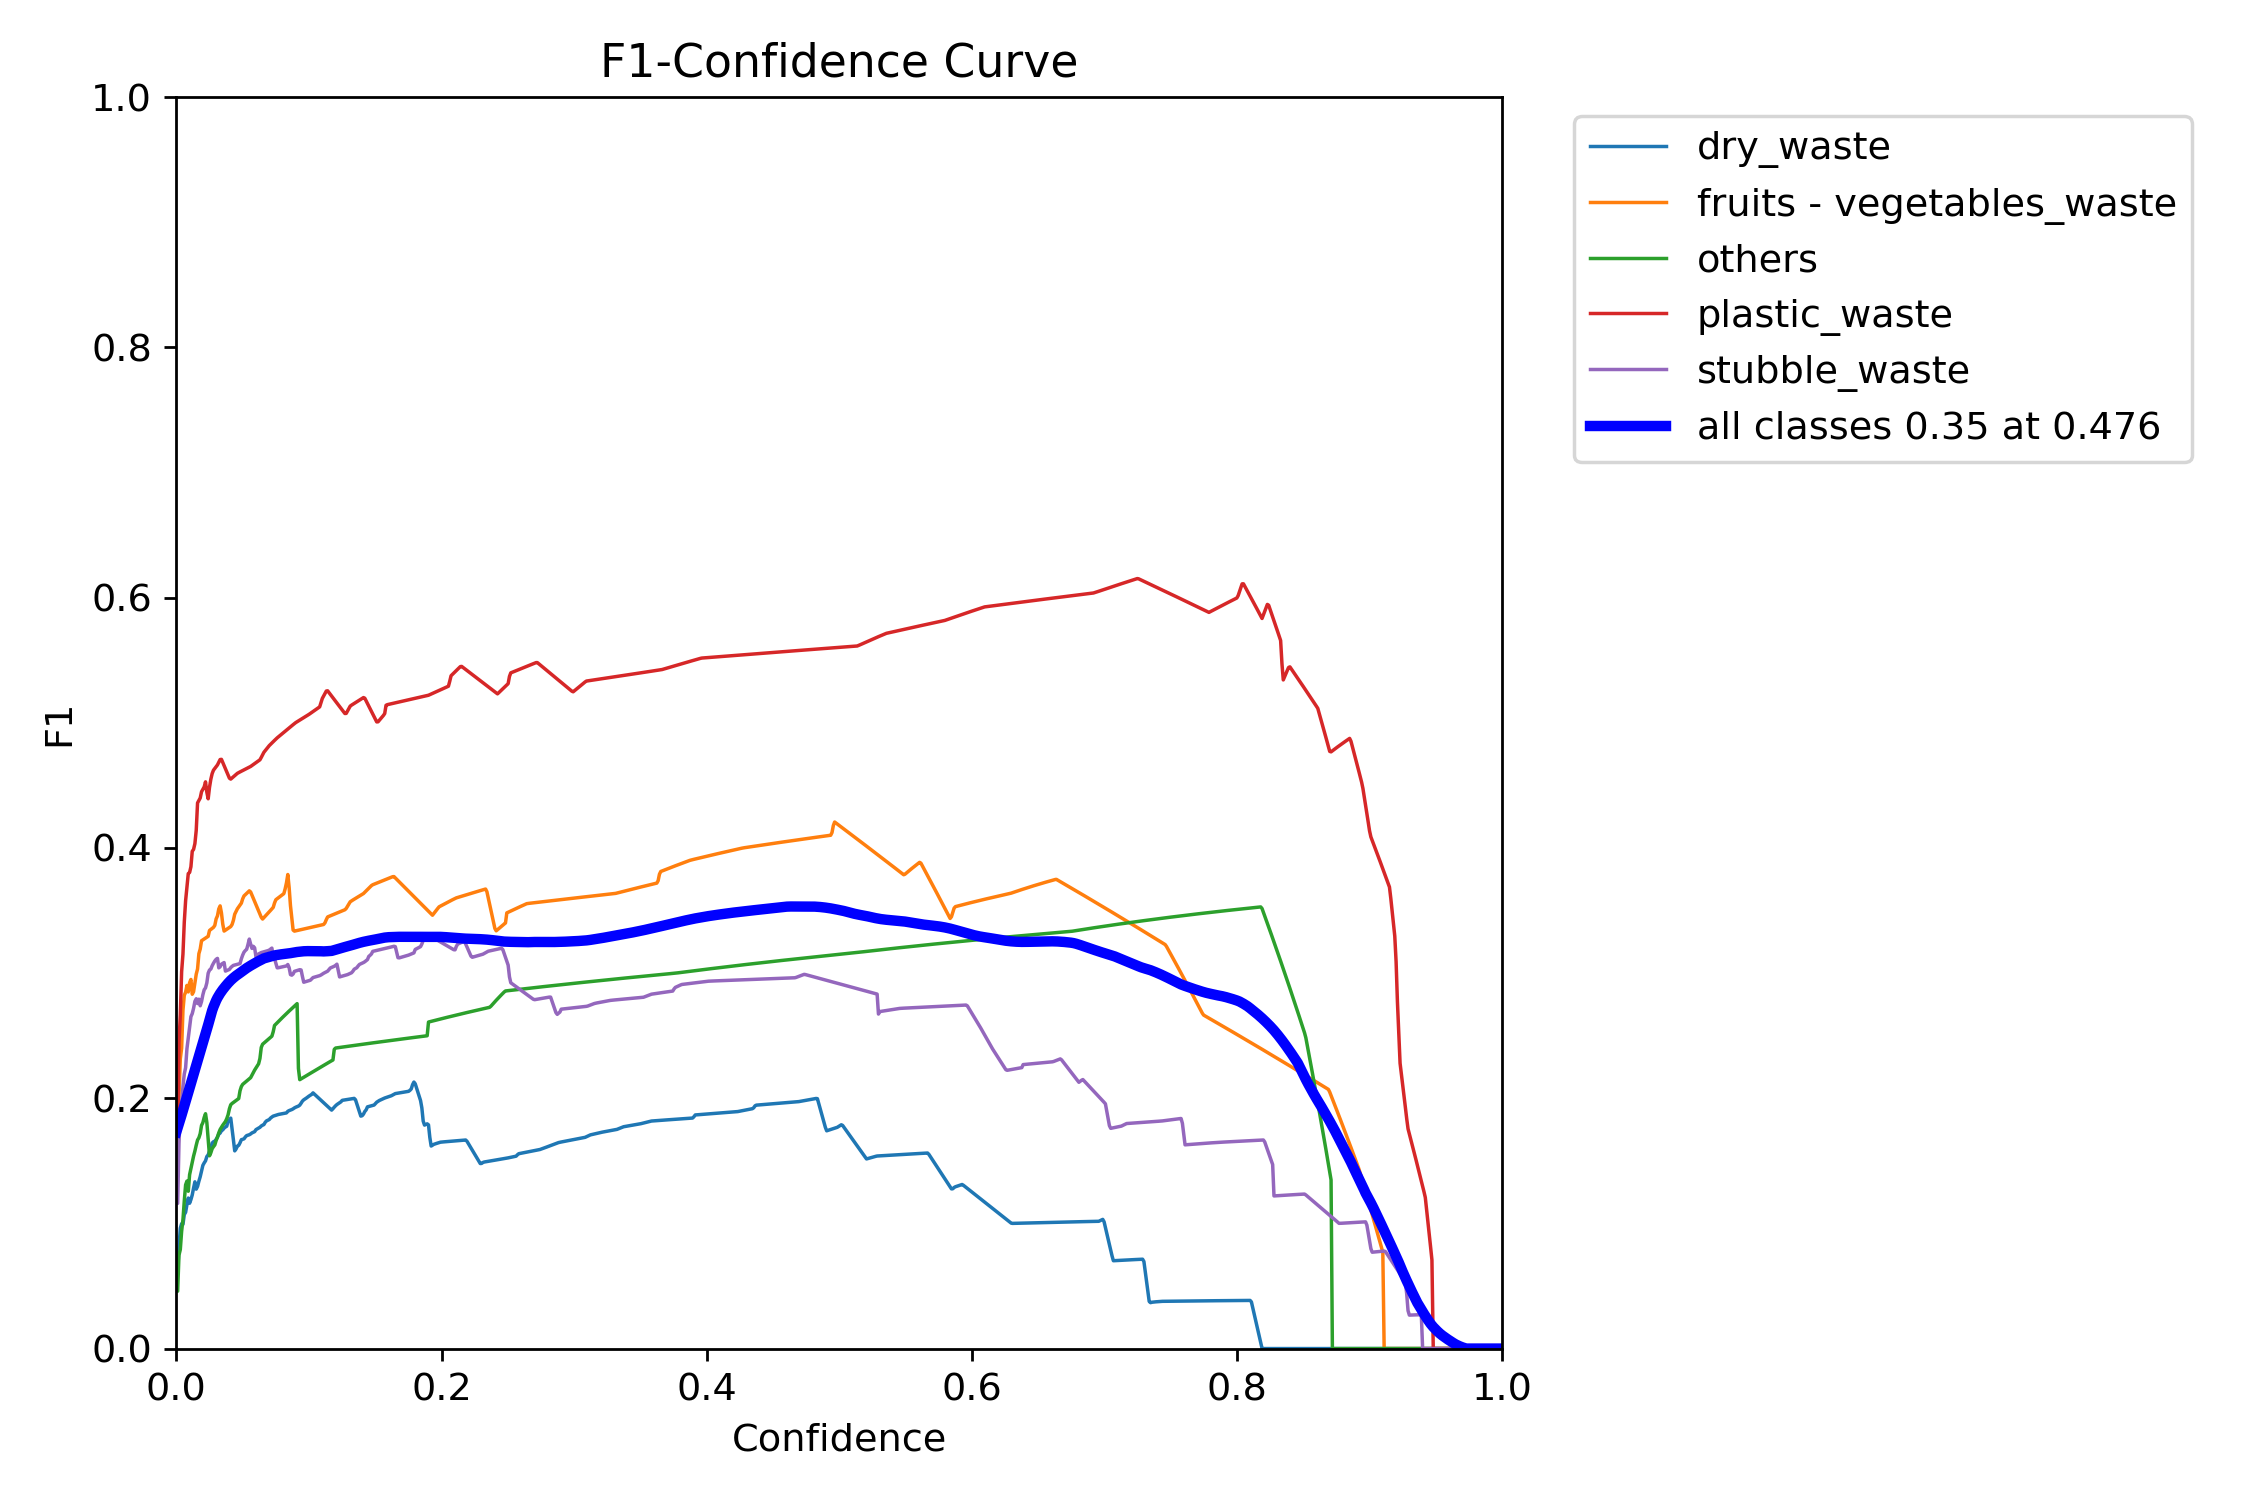 F1-Confidence Curve
1.0
0.8
0.6
0.4
0.2
0.0
F1
0.0 0.2 0.4 0.6 0.8 1.0
Confidence
dry_waste
fruits - vegetables_waste
others
plastic_waste
stubble_waste
all classes 0.35 at 0.476